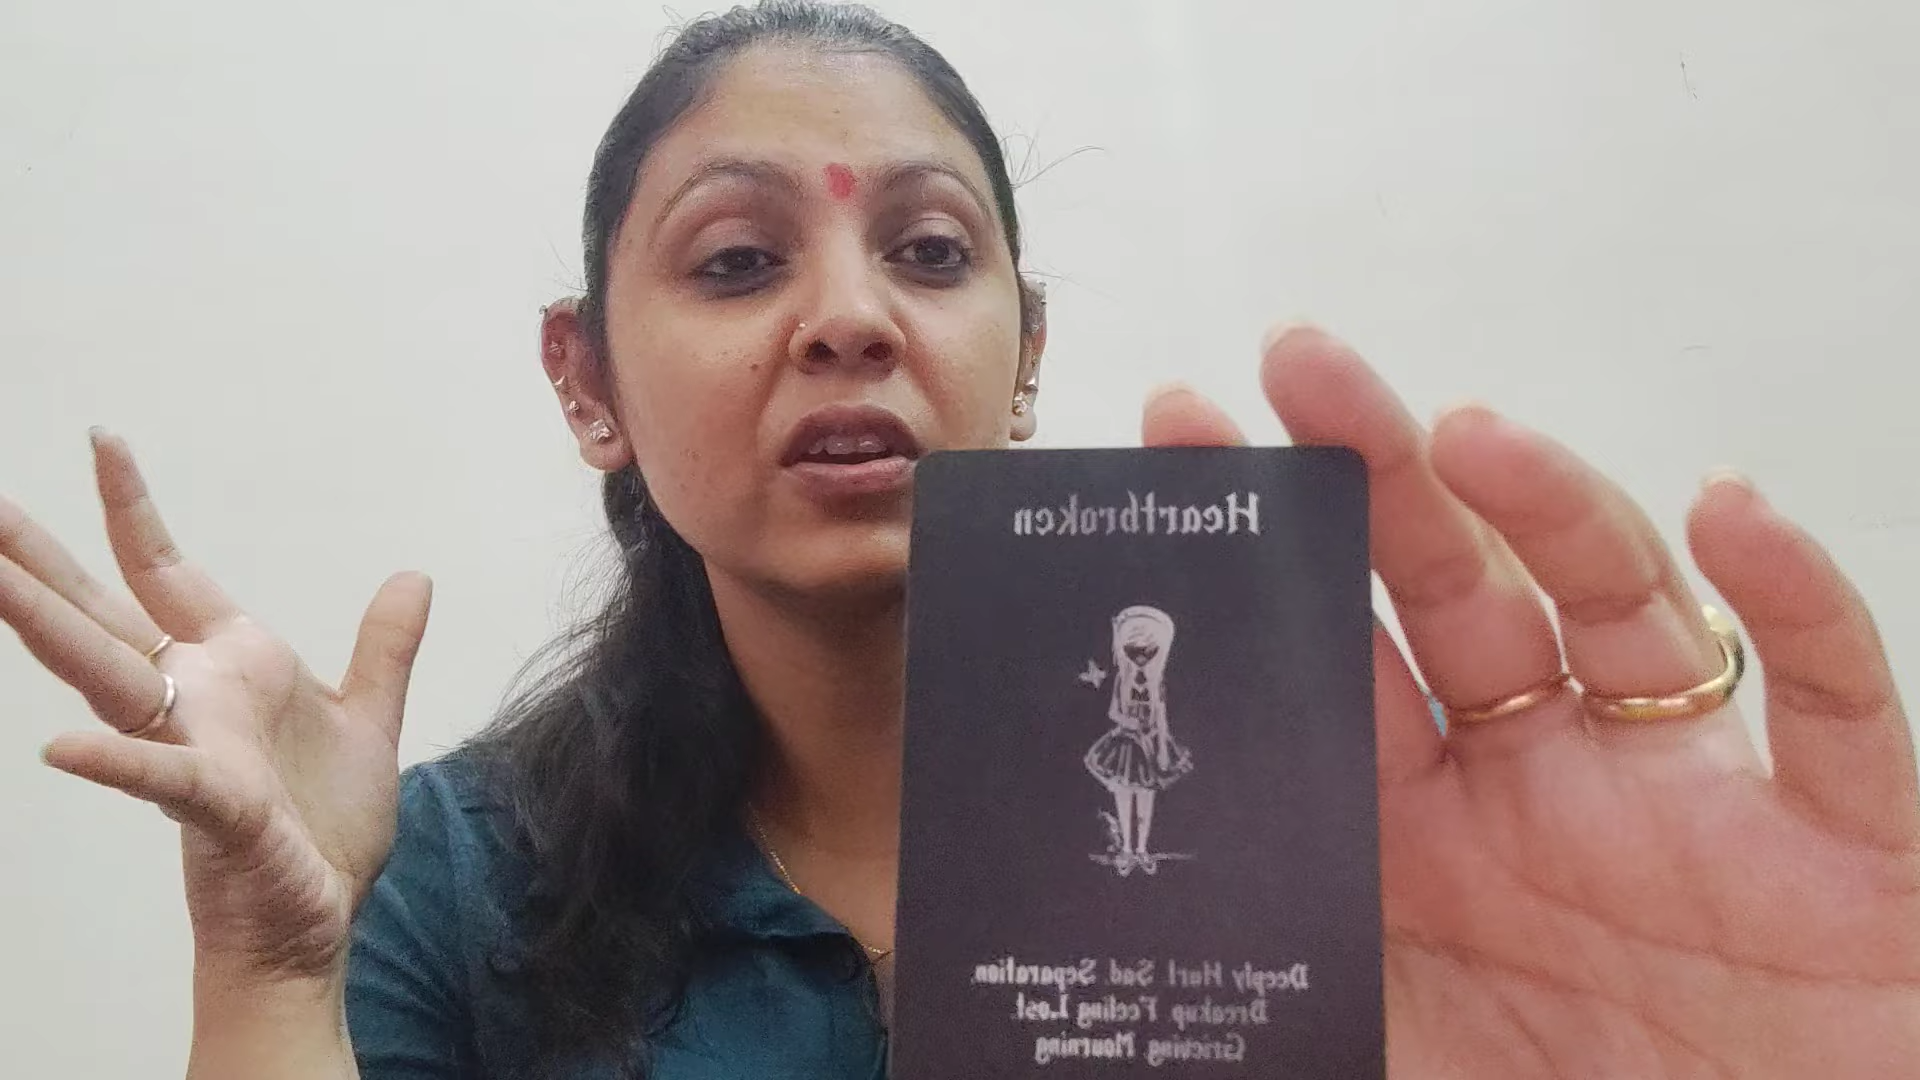 Heartbroken
Deeply Hurt Sad Separation
Breakup Feeling Lost
Grieving Mourning